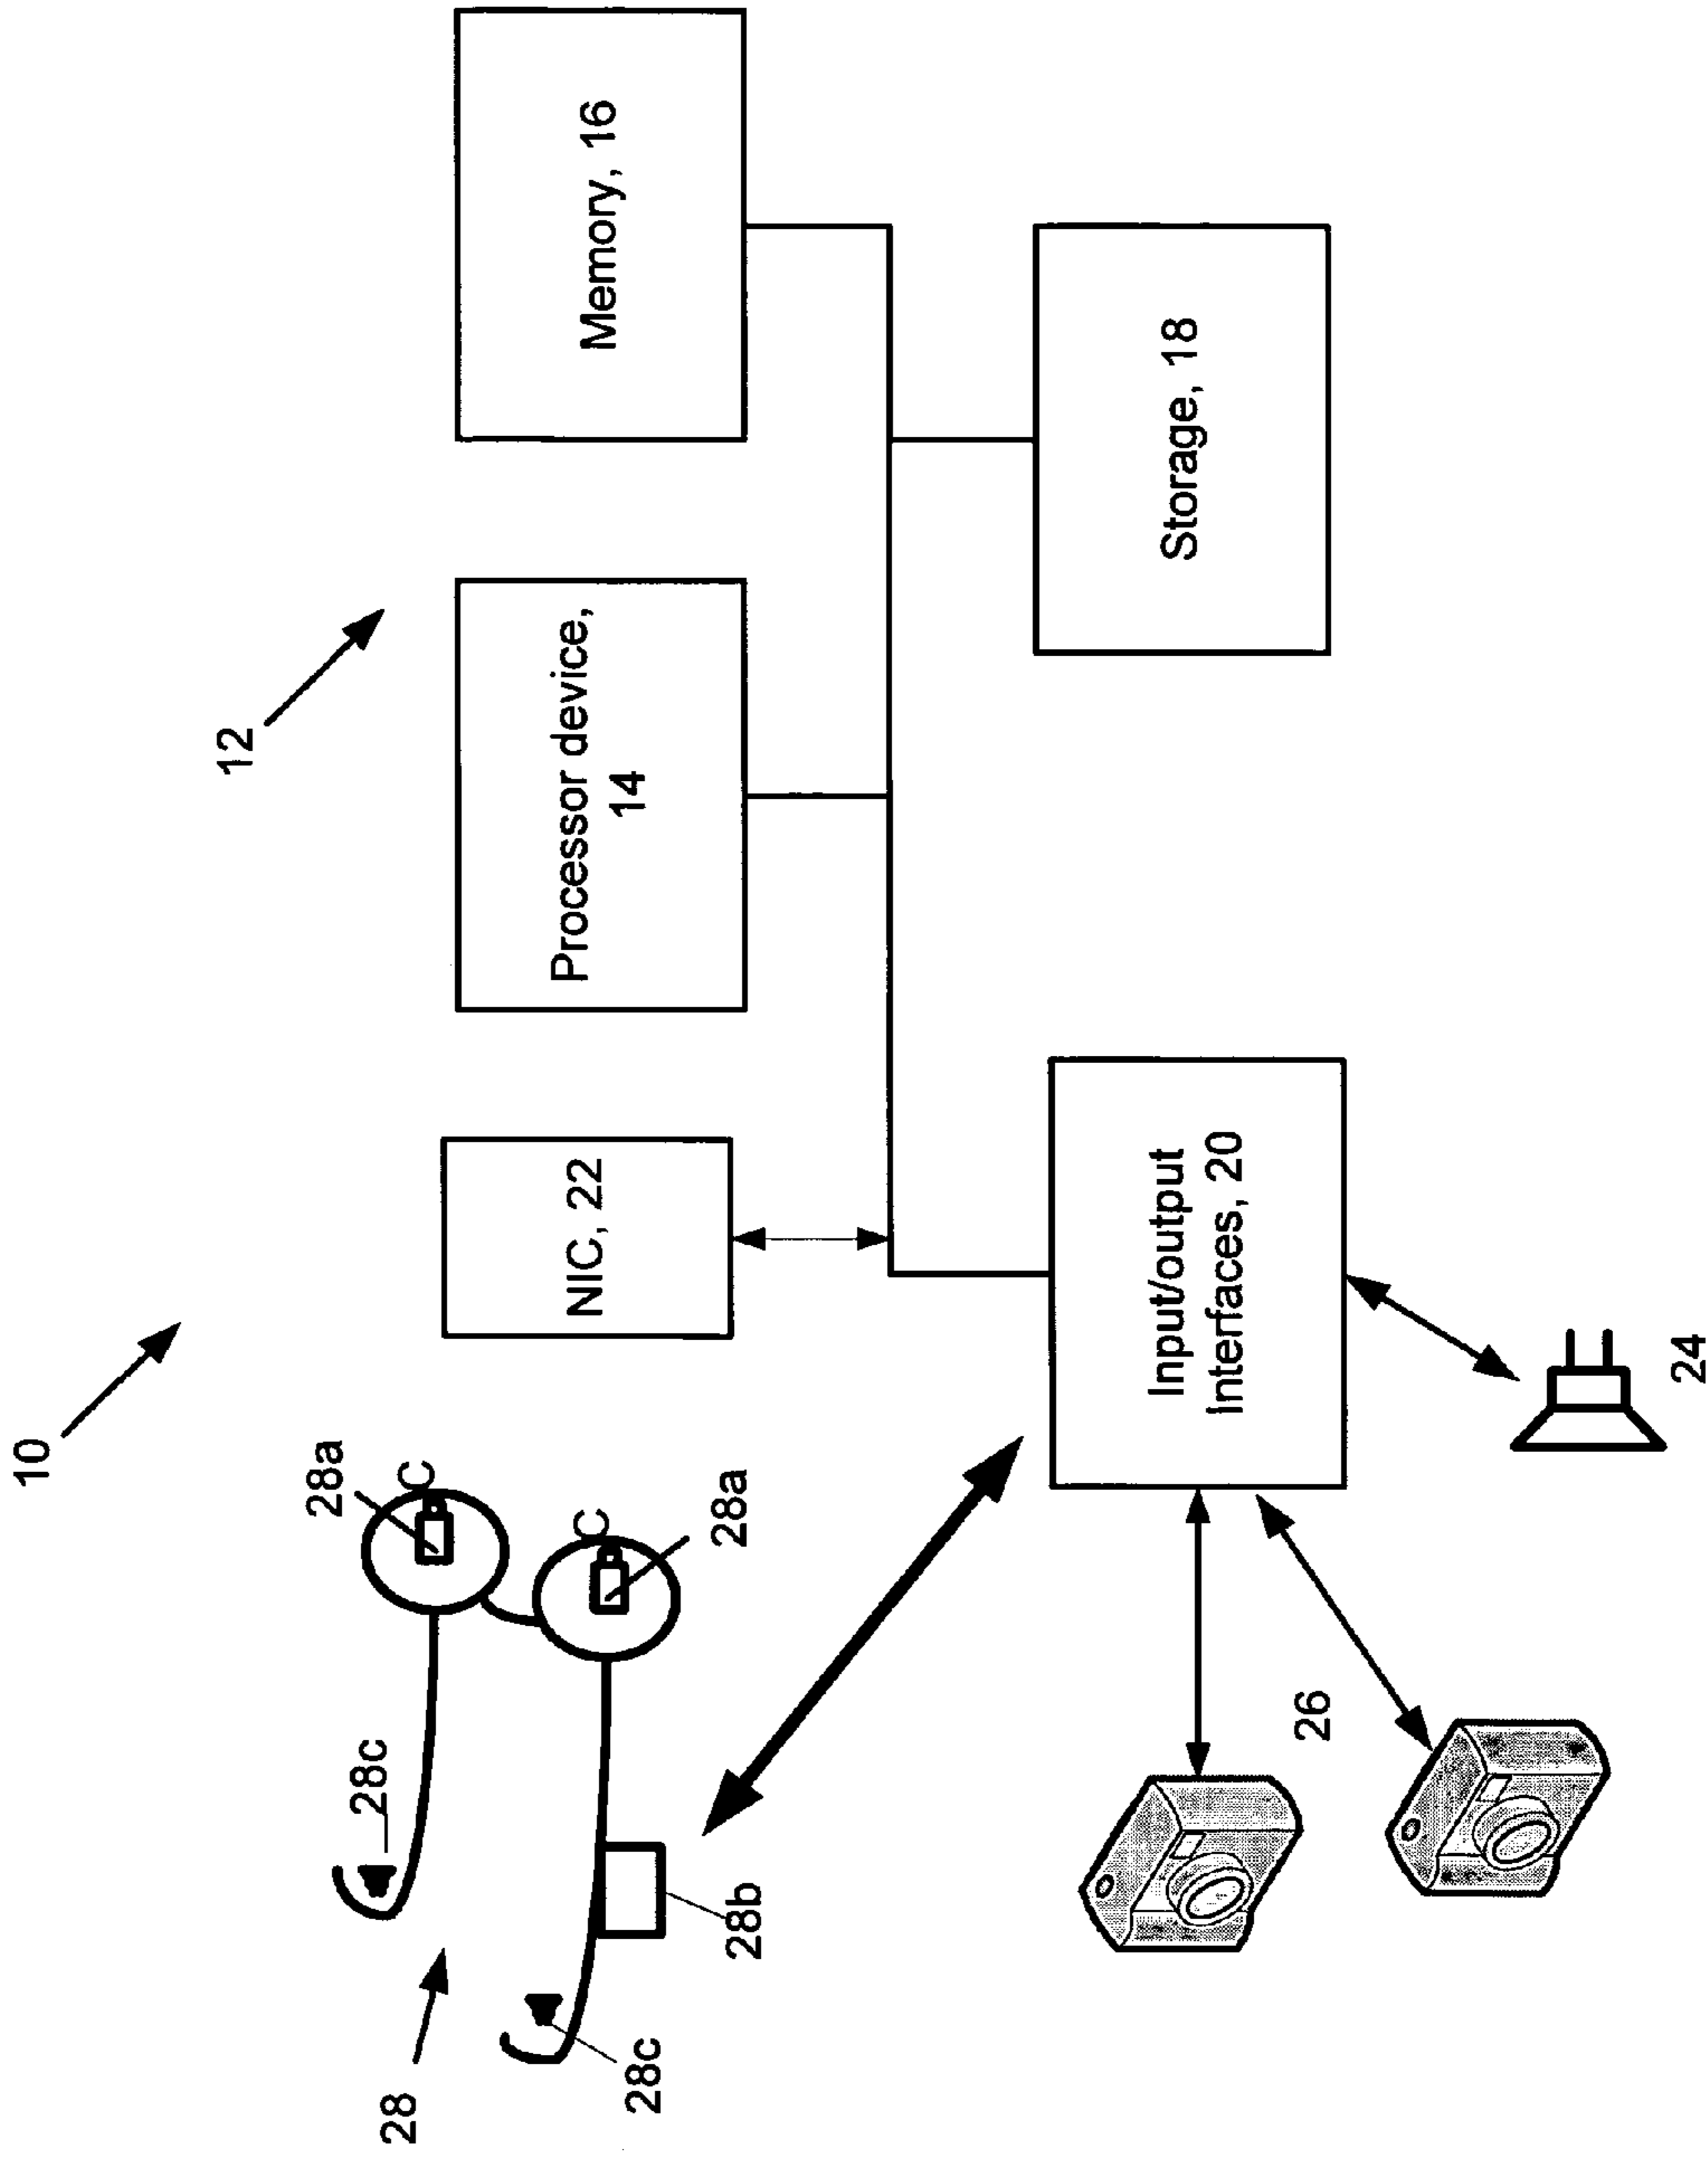 10
12
28
28c
28a
C
28c
28b
C
28a
NIC, 22
Processor device,
14
Memory, 16
26
Input/output
Interfaces, 20
24
Storage, 18